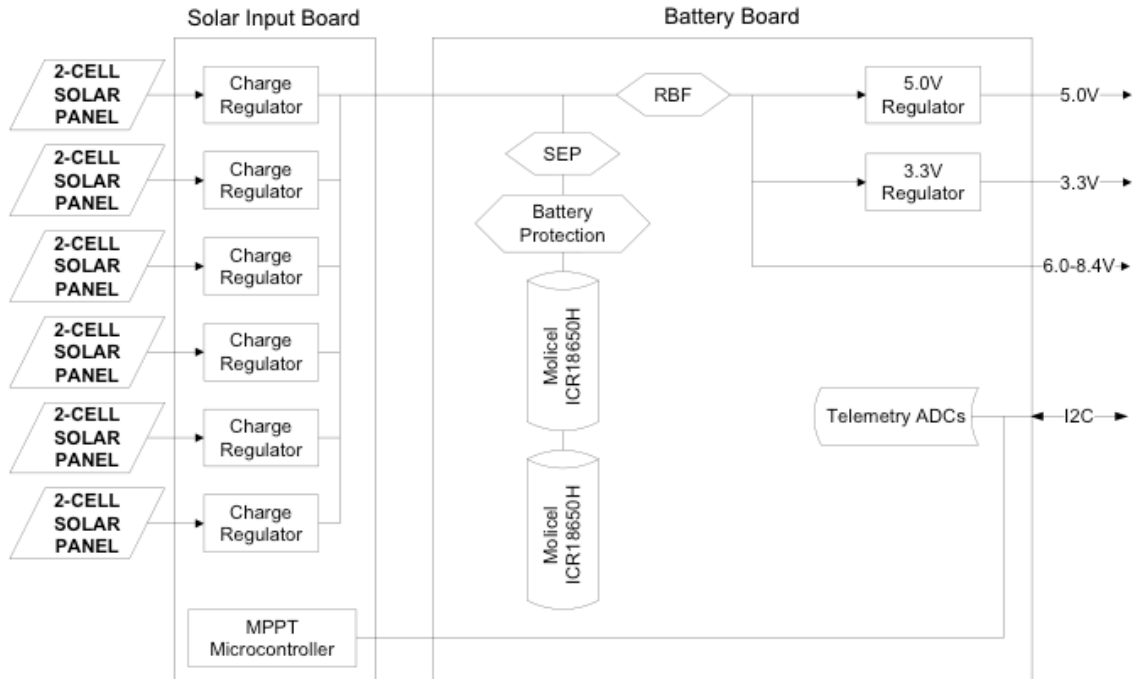 Solar Input Board
Battery Board
2-CELL
SOLAR
PANEL
Charge
Regulator
2-CELL
SOLAR
PANEL
Charge
Regulator
2-CELL
SOLAR
PANEL
Charge
Regulator
2-CELL
SOLAR
PANEL
Charge
Regulator
2-CELL
SOLAR
PANEL
Charge
Regulator
2-CELL
SOLAR
PANEL
Charge
Regulator
MPPT
Microcontroller
RBF
SEP
Battery
Protection
Molicel
ICR18650H
Molicel
ICR18650H
5.0V
Regulator
5.0V
3.3V
Regulator
3.3V
6.0-8.4V
Telemetry ADCs
I2C